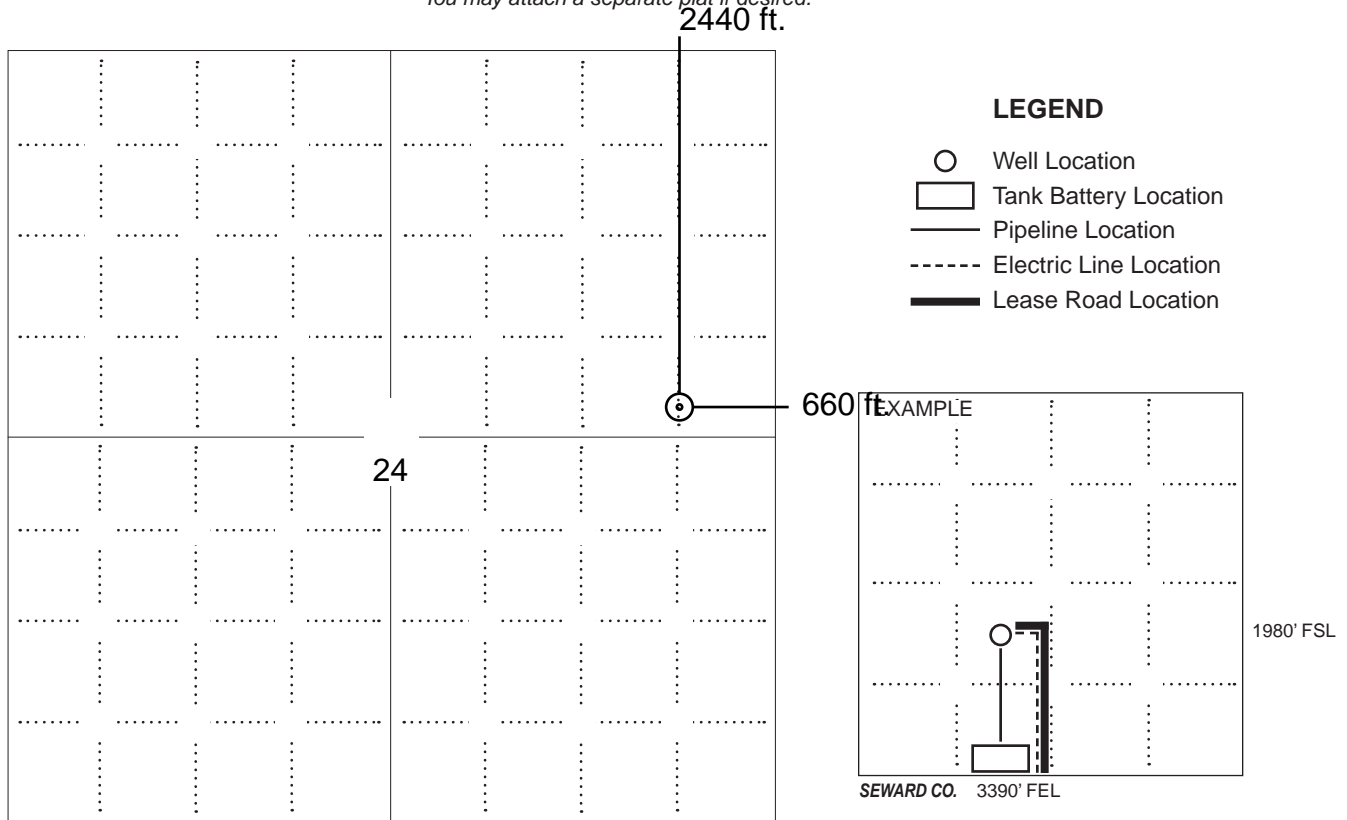 You may attach a separate plat if desired.
2440 ft.
LEGEND
Well Location
Tank Battery Location
Pipeline Location
Electric Line Location
Lease Road Location
660 ft.
EXAMPLE
24
1980' FSL
SEWARD CO. 3390' FEL